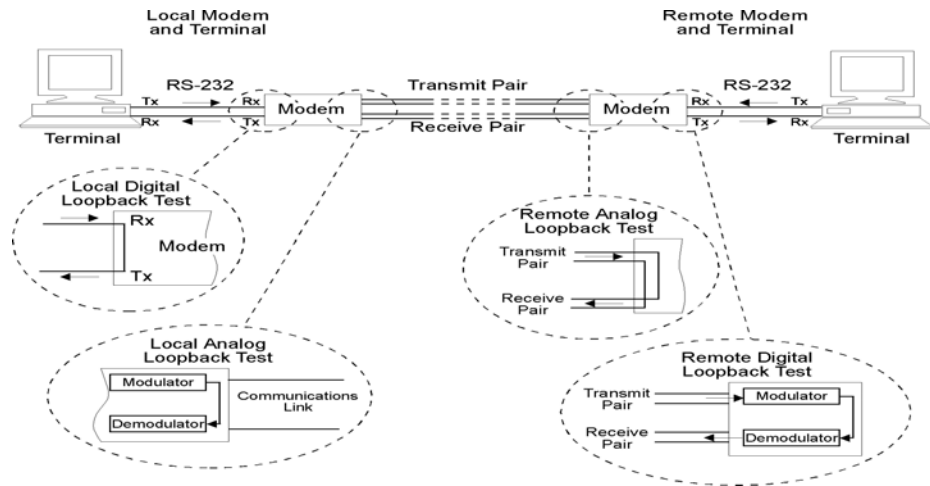 Local Modem
and Terminal
Remote Modem
and Terminal
RS-232
Transmit Pair
RS-232
Tx
Rx
Modem
Modem
Rx
Tx
Rx
Tx
Receive Pair
Tx
Rx
Terminal
Terminal
Local Digital
Loopback Test
Rx
Modem
Tx
Remote Analog
Loopback Test
Transmit
Pair
Receive
Pair
Local Analog
Loopback Test
Modulator
Communications
Link
Demodulator
Remote Digital
Loopback Test
Transmit
Pair
Modulator
Receive
Pair
Demodulator